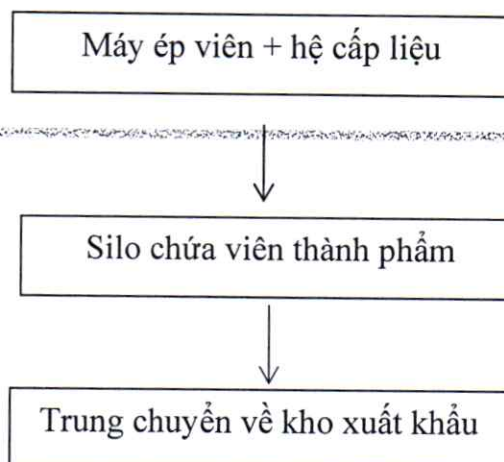 Máy ép viên + hệ cấp liệu
Silo chứa viên thành phẩm
Trung chuyển về kho xuất khẩu